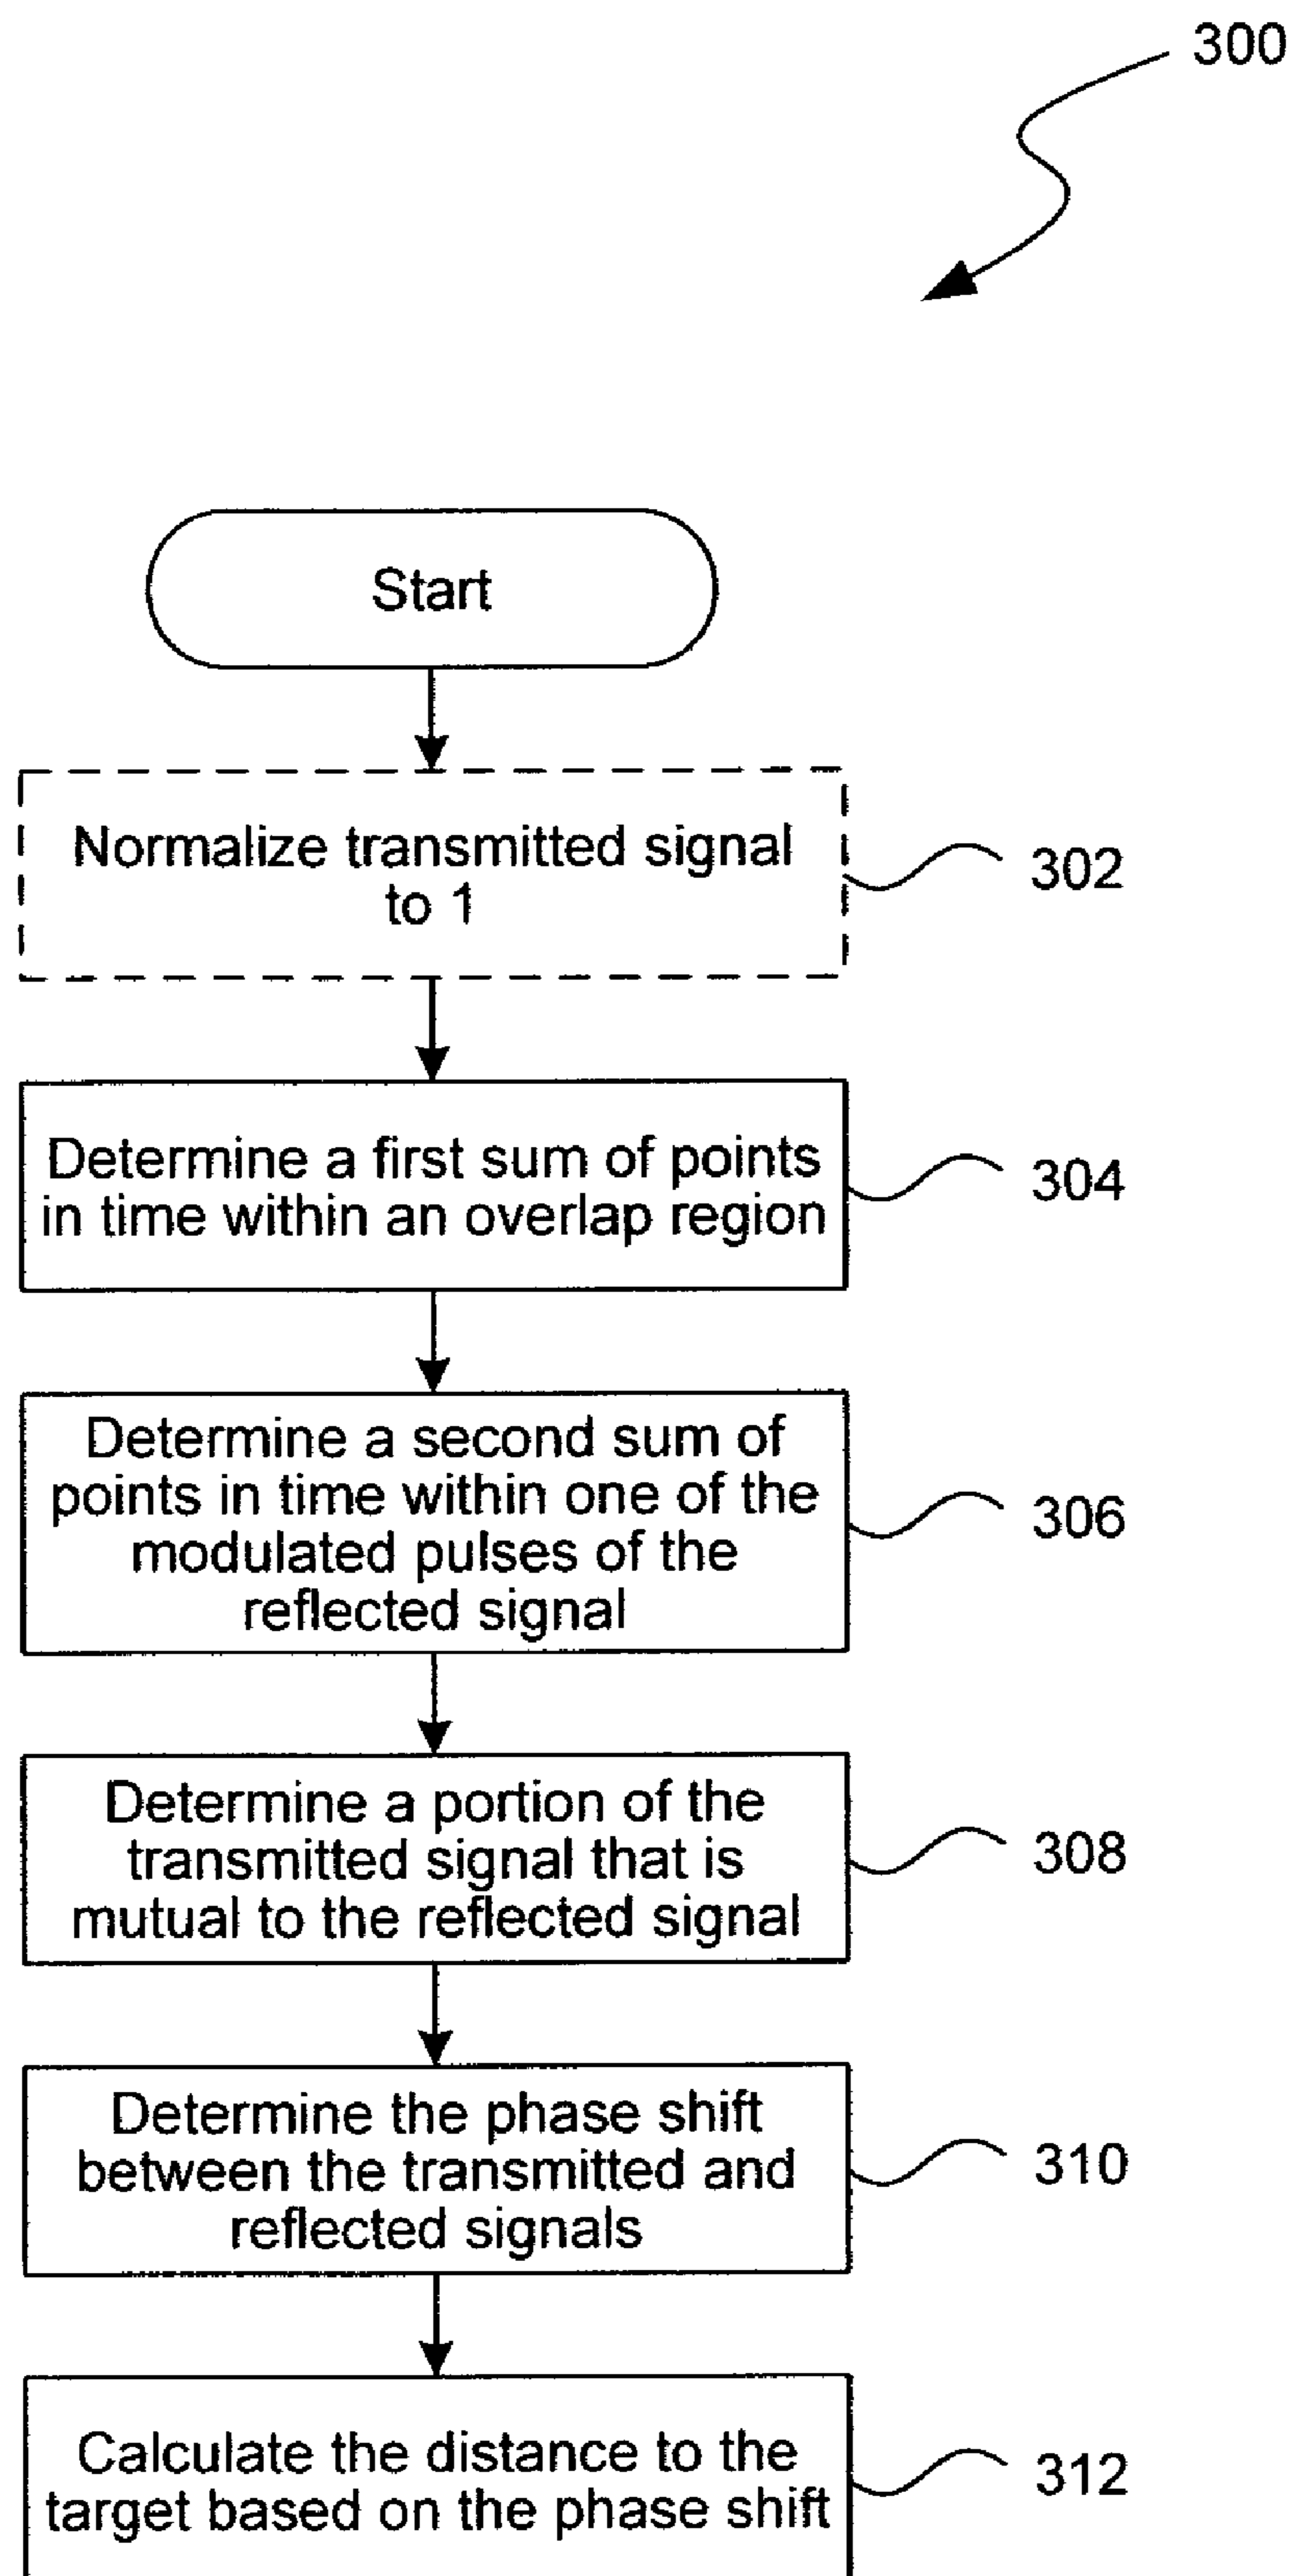 300
Start
Normalize transmitted signal
to 1
302
Determine a first sum of points
in time within an overlap region
304
Determine a second sum of
points in time within one of the
modulated pulses of the
reflected signal
306
Determine a portion of the
transmitted signal that is
mutual to the reflected signal
308
Determine the phase shift
between the transmitted and
reflected signals
310
Calculate the distance to the
target based on the phase shift
312